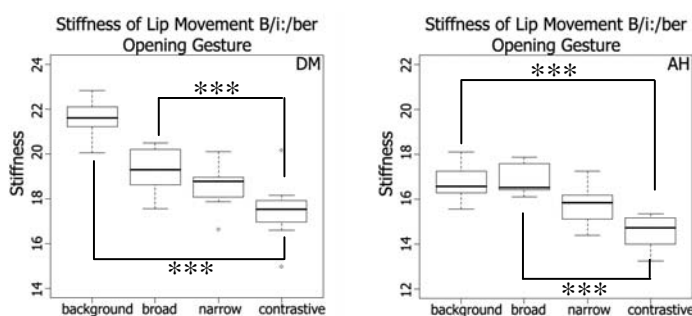 Stiffness of Lip Movement B/i:/ber
Opening Gesture
DM
Stiffness
24
22
20
18
16
14
***
***
background broad narrow contrastive
Stiffness of Lip Movement B/i:/ber
Opening Gesture
AH
Stiffness
22
20
18
16
14
12
***
***
background broad narrow contrastive